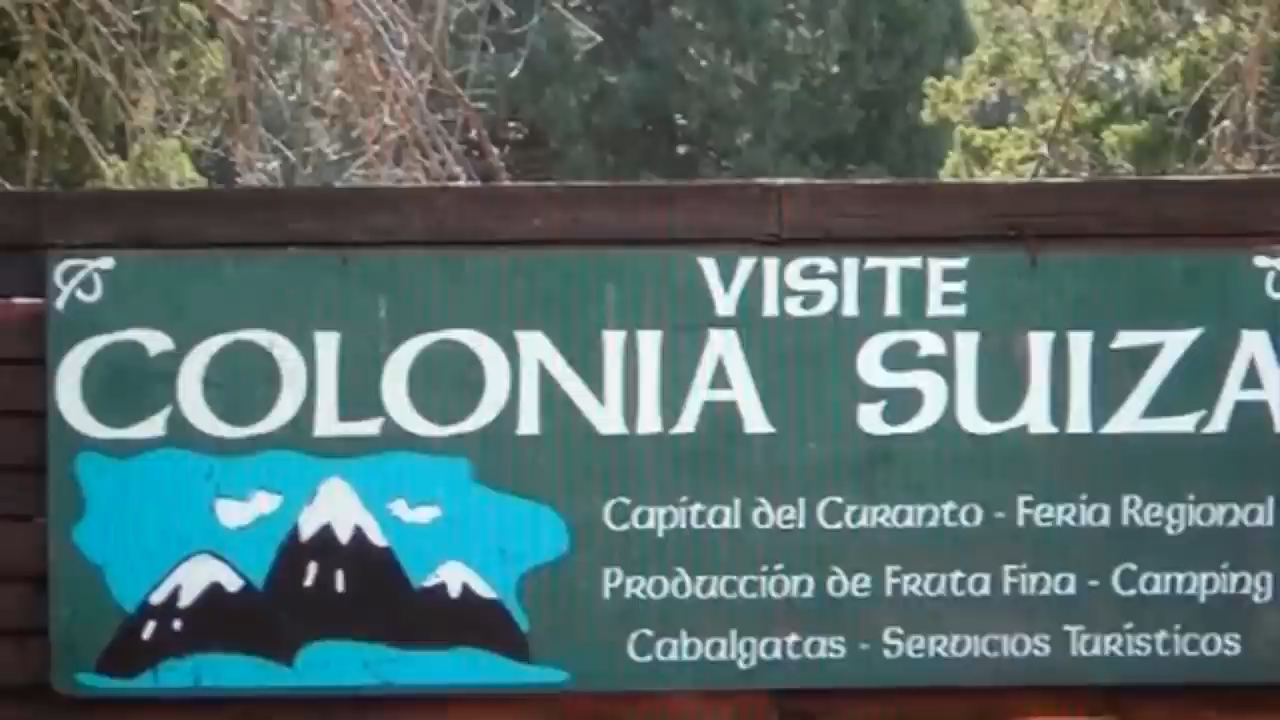 VISITE
COLONIA SUIZA
Capital del Curanto - Feria Regional
Producción de Fruta Fina - Camping
Cabalgatas - Servicios Turísticos